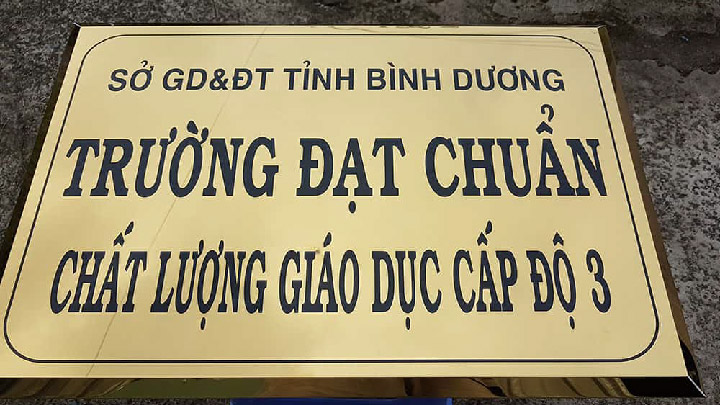 SỞ GD&ĐT TỈNH BÌNH DƯƠNG
TRƯỜNG ĐẠT CHUẨN
CHẤT LƯỢNG GIÁO DỤC CẤP ĐỘ 3